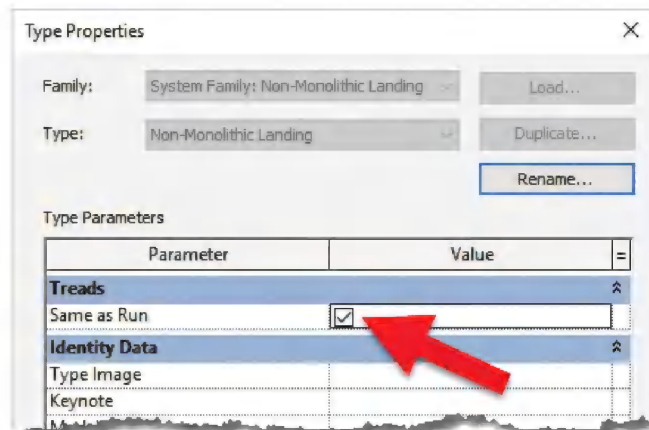 Type Properties
Family: System Family: Non-Monolithic Landing Load...
Type: Non-Monolithic Landing Duplicate...
Rename...
Type Parameters
Parameter Value =
Treads
Same as Run
Identity Data
Type Image
Keynote